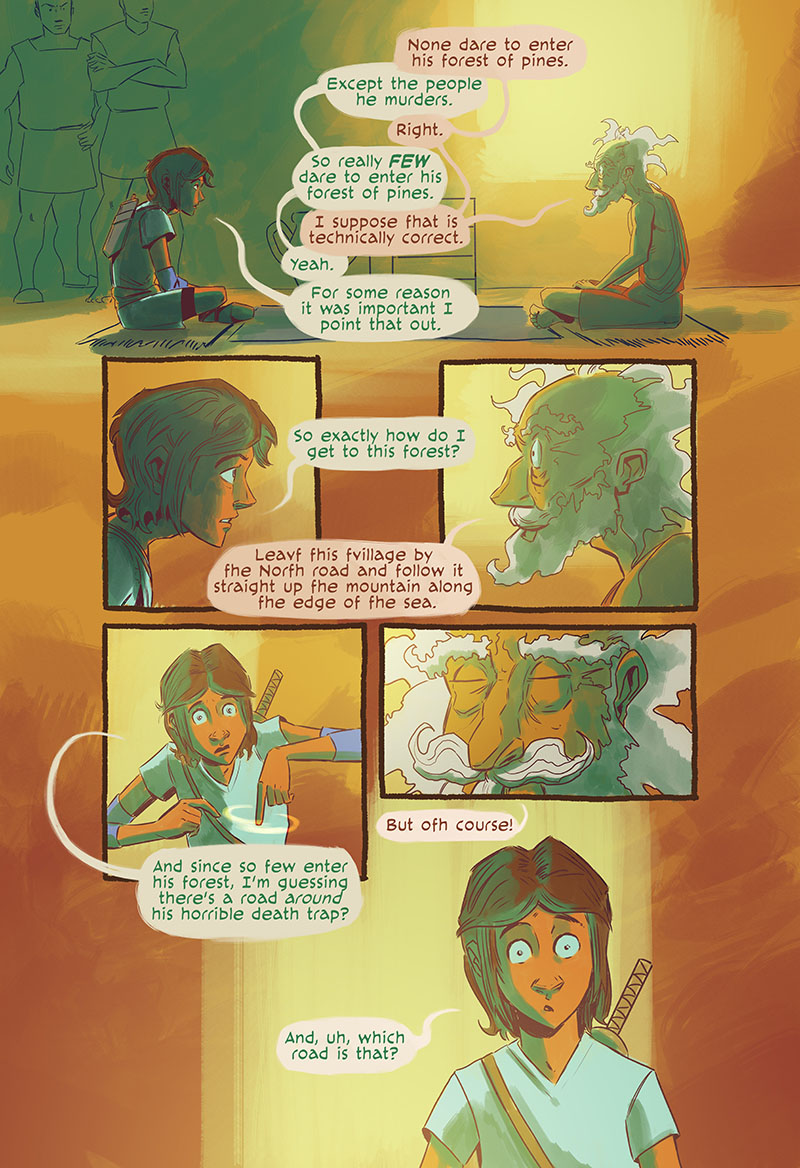 None dare to enter
his forest of pines.
Except the people
he murders.
Right.
So really FEW
dare to enter his
forest of pines.
I suppose fhat is
technically correct.
Yeah.
For some reason
it was important I
point that out.
So exactly how do I
get to this forest?
Leavf fhis fvillage by
fhe Norfh road and follow it
straight up fhe mountain along
fhe edge of fhe sea.
And since so few enter
his forest, I'm guessing
there's a road around
his horrible death trap?
But ofh course!
And, uh, which
road is that?